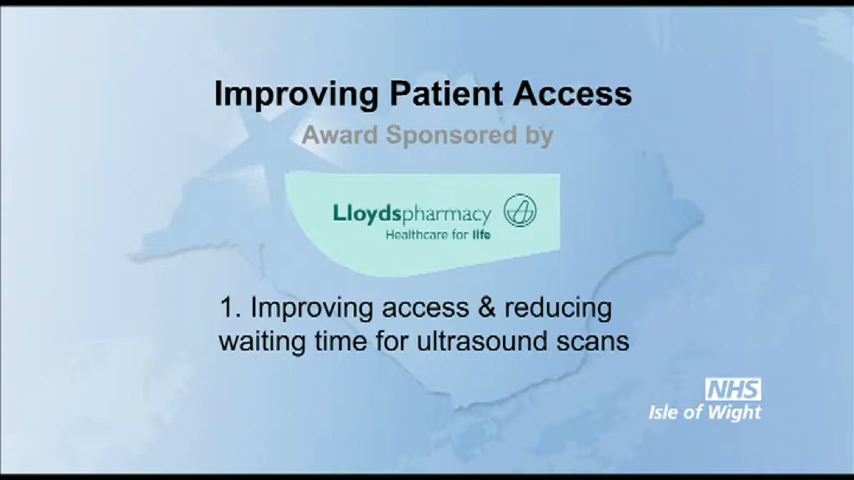 Improving Patient Access
Award Sponsored by
Lloydspharmacy
Healthcare for life
1. Improving access & reducing
waiting time for ultrasound scans
NHS
Isle of Wight